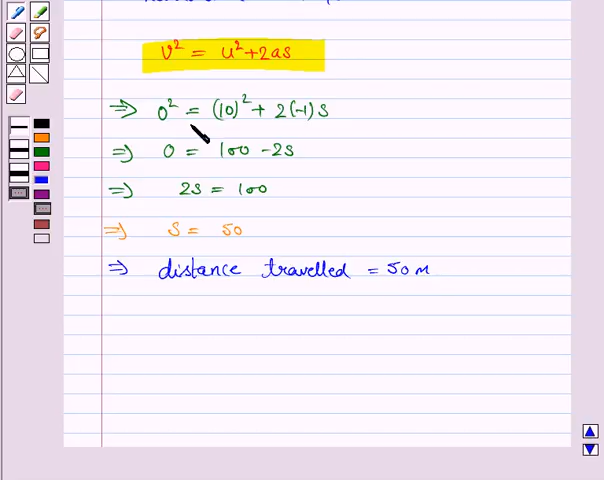 v² = u²+2as
⇒ 0² = (10)² + 2(-1)s
⇒ 0 = 100 -2s
⇒ 2s = 100
⇒ s = 50
⇒ distance travelled = 50 m